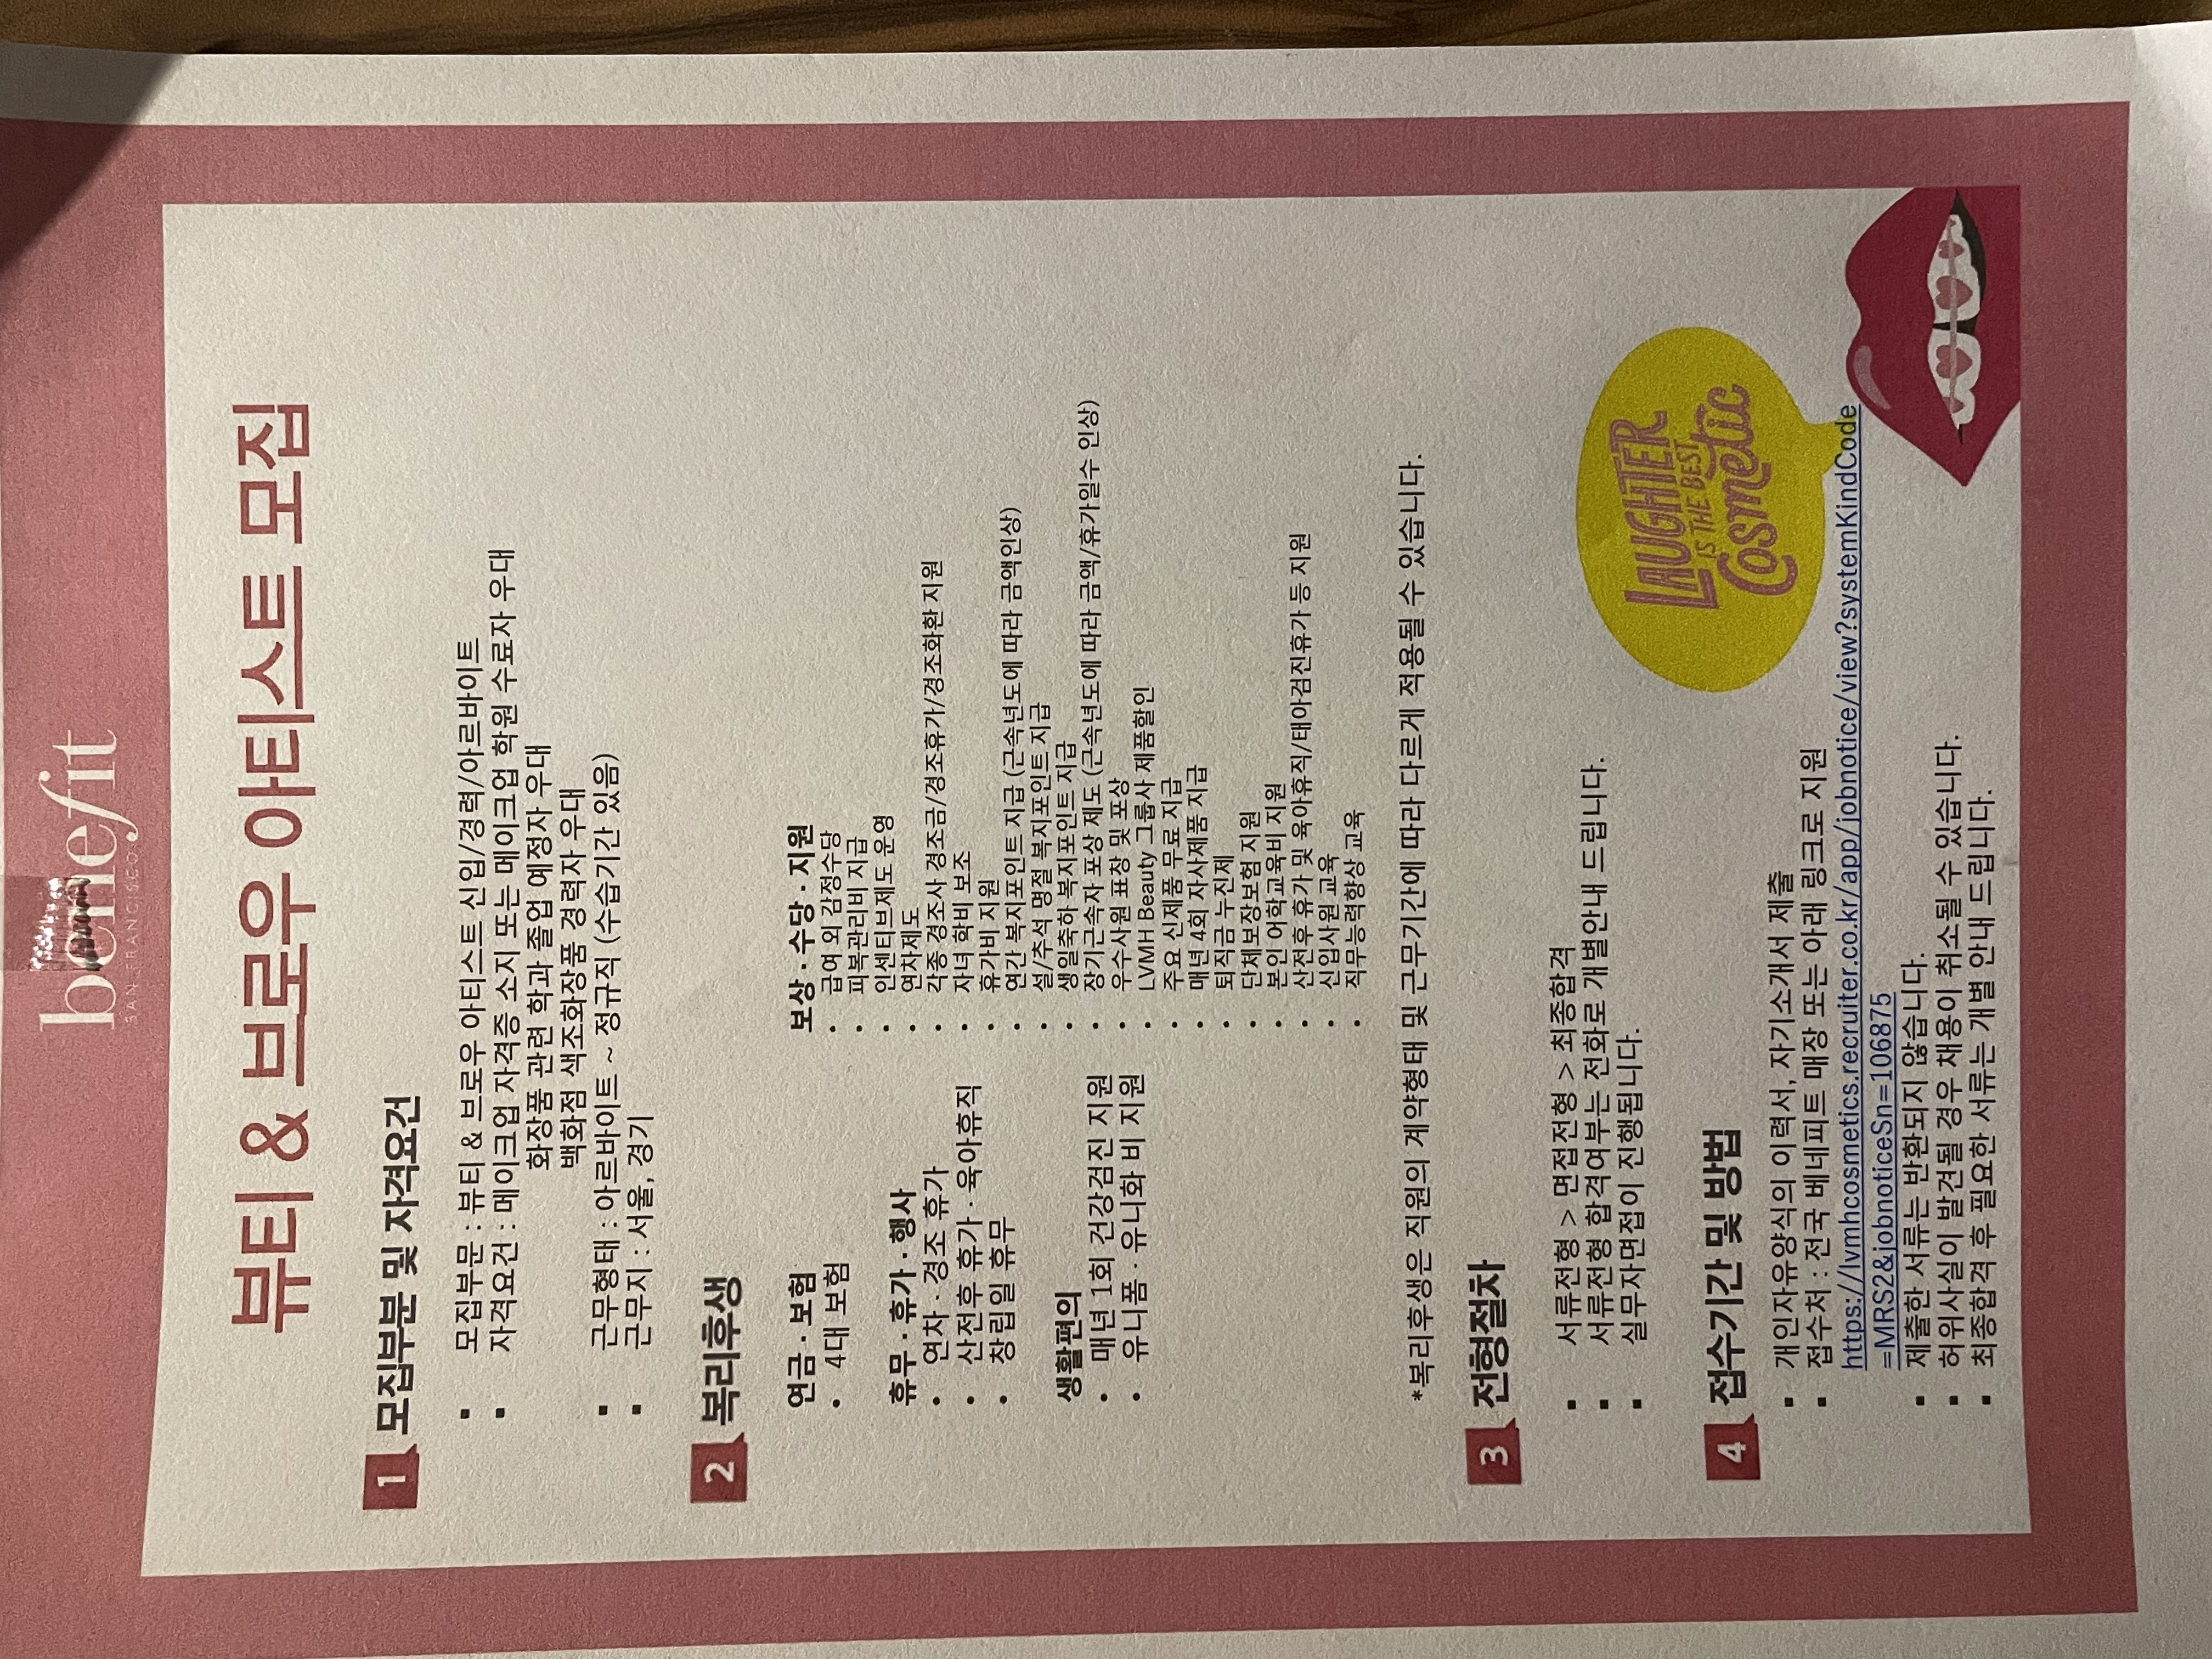 benefit
SAN FRANCISCO
뷰티 & 브로우 아티스트 모집
1 모집부분 및 자격요건
▪ 모집부문 : 뷰티 & 브로우 아티스트 신입/경력/아르바이트
▪ 자격요건 : 메이크업 자격증 소지 또는 메이크업 학원 수료자 우대
화장품 관련 학과 졸업 예정자 우대
백화점 색조화장품 경력자 우대
▪ 근무형태 : 아르바이트 ~ 정규직 (수습기간 있음)
▪ 근무지 : 서울, 경기
2 복리후생
연금 · 보험
• 4대 보험
휴무 · 휴가 · 행사
• 연차 · 경조 휴가
• 산전후 휴가 · 육아휴직
• 창립일 휴무
생활편의
• 매년 1회 건강검진 지원
• 유니폼 · 유니화 비 지원
보상 · 수당 · 지원
• 급여 외 감정수당
• 피복관리비 지급
• 인센티브제도 운영
• 연차제도
• 각종 경조사 경조금/경조휴가/경조화환 지원
• 자녀 학비 보조
• 휴가비 지원
• 연간 복지포인트 지급 (근속년도에 따라 금액인상)
• 설/추석 명절 복지포인트 지급
• 생일축하 복지포인트 지급
• 장기근속자 포상 제도 (근속년도에 따라 금액/휴가일수 인상)
• 우수사원 표창 및 포상
• LVMH Beauty 그룹사 제품할인
• 주요 신제품 무료 지급
• 매년 4회 자사제품 지급
• 퇴직금 누진제
• 단체보장보험 지원
• 본인 어학교육비 지원
• 산전후 휴가 및 육아휴직/태아검진휴가 등 지원
• 신입사원 교육
• 직무능력향상 교육
*복리후생은 직원의 계약형태 및 근무기간에 따라 다르게 적용될 수 있습니다.
3 전형절차
▪ 서류전형 > 면접전형 > 최종합격
▪ 서류전형 합격여부는 전화로 개별안내 드립니다.
▪ 실무자면접이 진행됩니다.
4 접수기간 및 방법
▪ 개인자유양식의 이력서, 자기소개서 제출
▪ 접수처 : 전국 베네피트 매장 또는 아래 링크로 지원
https://lvmhcosmetics.recruiter.co.kr/app/jobnotice/view?systemKindCode
=MRS2&jobnoticeSn=106875
▪ 제출한 서류는 반환되지 않습니다.
▪ 허위사실이 발견될 경우 채용이 취소될 수 있습니다.
▪ 최종합격 후 필요한 서류는 개별 안내 드립니다.
LAUGHTER
IS THE BEST
Cosmetic